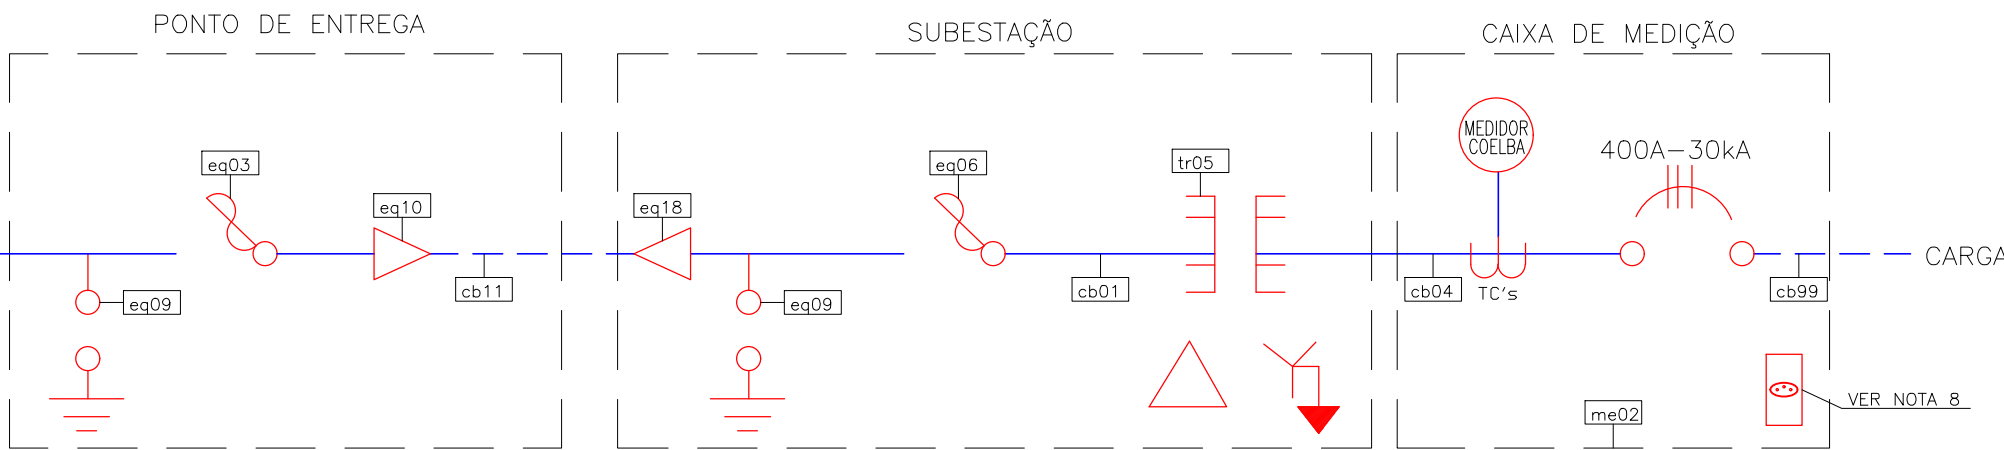 PONTO DE ENTREGA
SUBESTAÇÃO
CAIXA DE MEDIÇÃO
MEDIDOR
COELBA
400A-30kA
eq03
eq06
tr05
eq10
eq18
CARGA
cb11
cb01
cb04
TC's
cb99
eq09
eq09
VER NOTA 8
me02